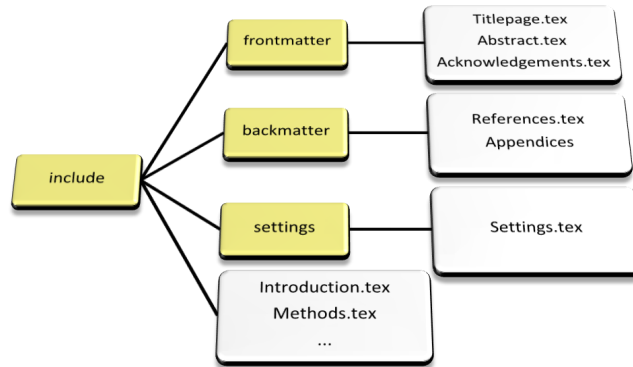 include
frontmatter
Titlepage.tex
Abstract.tex
Acknowledgements.tex
backmatter
References.tex
Appendices
settings
Settings.tex
Introduction.tex
Methods.tex
...